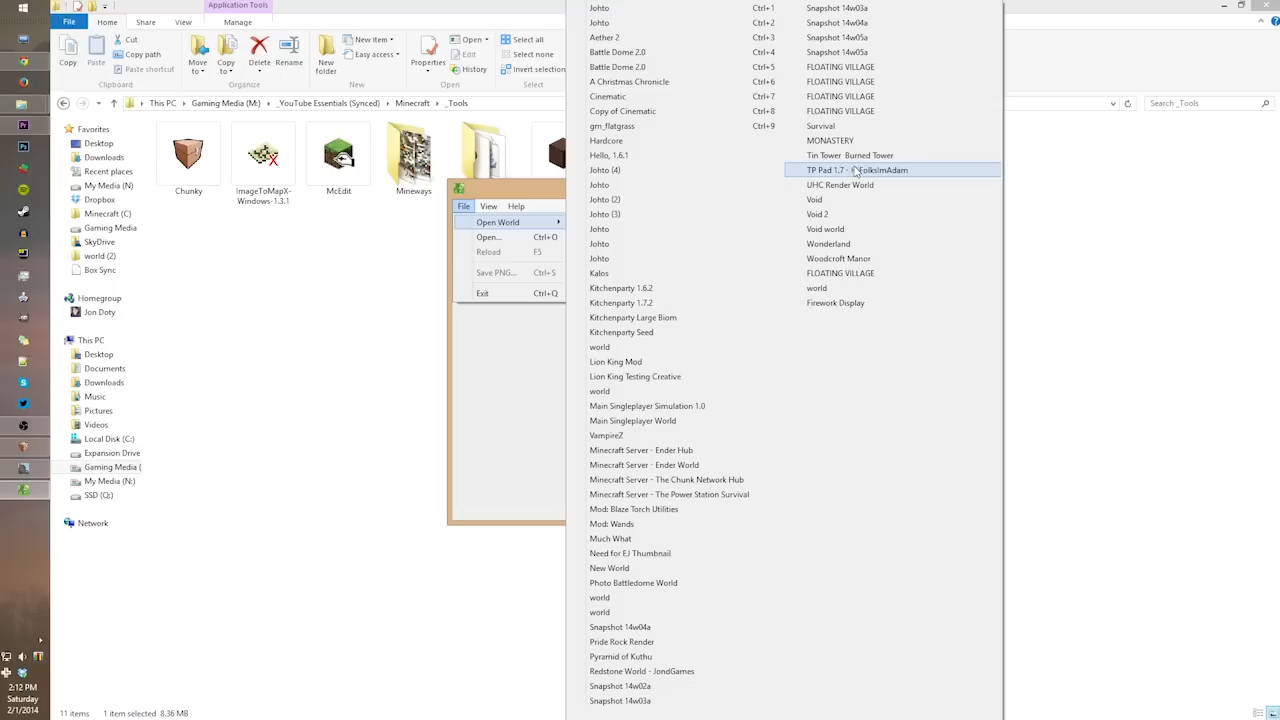 Application Tools
File
Home
Share
View
Manage
Copy
Paste
Cut
Copy path
Paste shortcut
Clipboard
Move to
Copy to
Delete
Rename
Organize
New folder
New item
Easy access
New
Properties
Open
Edit
History
Open
Select all
Select none
Invert selection
Select
This PC
Gaming Media (M:)
_YouTube Essentials (Synced)
Minecraft
_Tools
Search _Tools
Favorites
Desktop
Downloads
Recent places
My Media (N)
Dropbox
Minecraft (C)
Gaming Media
SkyDrive
world (2)
Box Sync
Homegroup
Jon Doty
This PC
Desktop
Documents
Downloads
Music
Pictures
Videos
Local Disk (C:)
Expansion Drive
Gaming Media (
My Media (N:)
SSD (O:)
Network
Chunky
ImageToMapX-Windows-1.3.1
McEdit
Mineways
File
View
Help
Open World
Open... Ctrl+O
Reload F5
Save PNG... Ctrl+S
Exit Ctrl+Q
Johto Ctrl+1
Johto Ctrl+2
Aether 2 Ctrl+3
Battle Dome 2.0 Ctrl+4
Battle Dome 2.0 Ctrl+5
A Christmas Chronicle Ctrl+6
Cinematic Ctrl+7
Copy of Cinematic Ctrl+8
gm_flatgrass Ctrl+9
Hardcore
Hello, 1.6.1
Johto (4)
Johto
Johto (2)
Johto (3)
Johto
Johto
Johto
Kalos
Kitchenparty 1.6.2
Kitchenparty 1.7.2
Kitchenparty Large Biom
Kitchenparty Seed
world
Lion King Mod
Lion King Testing Creative
world
Main Singleplayer Simulation 1.0
Main Singleplayer World
VampireZ
Minecraft Server - Ender Hub
Minecraft Server - Ender World
Minecraft Server - The Chunk Network Hub
Minecraft Server - The Power Station Survival
Mod: Blaze Torch Utilities
Mod: Wands
Much What
Need for EJ Thumbnail
New World
Photo Battledome World
world
world
Snapshot 14w04a
Pride Rock Render
Pyramid of Kuthu
Redstone World - JondGames
Snapshot 14w02a
Snapshot 14w03a
Snapshot 14w03a
Snapshot 14w04a
Snapshot 14w05a
Snapshot 14w05a
FLOATING VILLAGE
FLOATING VILLAGE
FLOATING VILLAGE
FLOATING VILLAGE
Survival
MONASTERY
Tin Tower Burned Tower
TP Pad 1.7 - FolksImAdam
UHC Render World
Void
Void 2
Void world
Wonderland
Woodcroft Manor
FLOATING VILLAGE
world
Firework Display
2:12 PM
Saturday
2/1/2014
11 items
1 item selected 8.36 MB